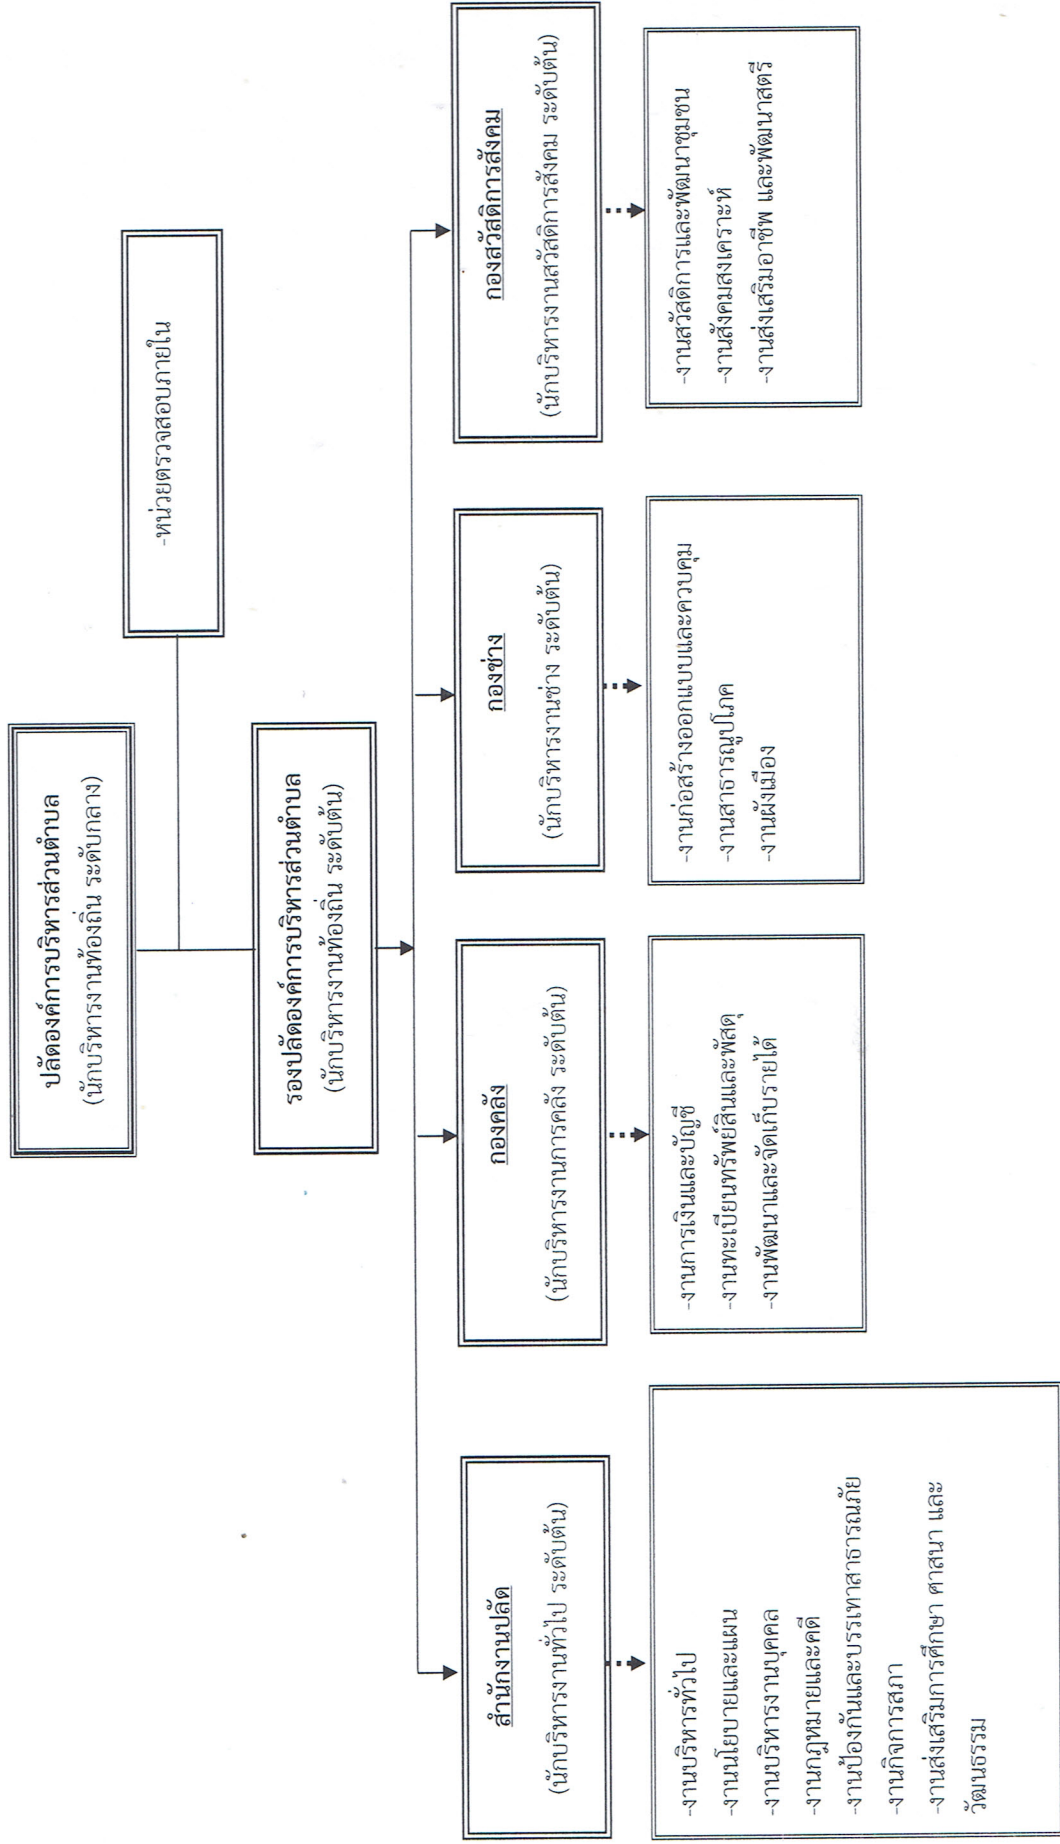 ปลัดองค์การบริหารส่วนตำบล
(นักบริหารงานท้องถิ่น ระดับกลาง)
-หน่วยตรวจสอบภายใน
รองปลัดองค์การบริหารส่วนตำบล
(นักบริหารงานท้องถิ่น ระดับต้น)
สำนักงานปลัด
(นักบริหารงานทั่วไป ระดับต้น)
กองคลัง
(นักบริหารงานการคลัง ระดับต้น)
กองช่าง
(นักบริหารงานช่าง ระดับต้น)
กองสวัสดิการสังคม
(นักบริหารงานสวัสดิการสังคม ระดับต้น)
-งานบริหารทั่วไป
-งานนโยบายและแผน
-งานบริหารงานบุคคล
-งานกฎหมายและคดี
-งานป้องกันและบรรเทาสาธารณภัย
-งานกิจการสภา
-งานส่งเสริมการศึกษา ศาสนา และ
วัฒนธรรม
-งานการเงินและบัญชี
-งานทะเบียนทรัพย์สินและพัสดุ
-งานพัฒนาและจัดเก็บรายได้
-งานก่อสร้างออกแบบและควบคุม
-งานสาธารณูปโภค
-งานผังเมือง
-งานสวัสดิการและพัฒนาชุมชน
-งานสังคมสงเคราะห์
-งานส่งเสริมอาชีพ และพัฒนาสตรี